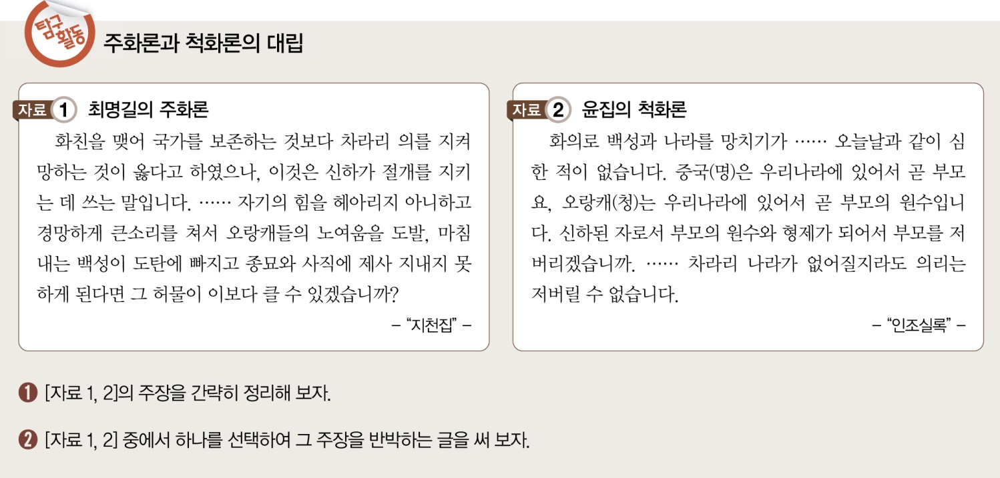 탐구
활동
주화론과 척화론의 대립
자료 1 최명길의 주화론
화친을 맺어 국가를 보존하는 것보다 차라리 의를 지켜
망하는 것이 옳다고 하였으나, 이것은 신하가 절개를 지키
는 데 쓰는 말입니다. …… 자기의 힘을 헤아리지 아니하고
경망하게 큰소리를 쳐서 오랑캐들의 노여움을 도발, 마침
내는 백성이 도탄에 빠지고 종묘와 사직에 제사 지내지 못
하게 된다면 그 허물이 이보다 클 수 있겠습니까?
– “지천집” –
자료 2 윤집의 척화론
화의로 백성과 나라를 망치기가 …… 오늘날과 같이 심
한 적이 없습니다. 중국(명)은 우리나라에 있어서 곧 부모
요, 오랑캐(청)는 우리나라에 있어서 곧 부모의 원수입니
다. 신하된 자로서 부모의 원수와 형제가 되어서 부모를 저
버리겠습니까. …… 차라리 나라가 없어질지라도 의리는
저버릴 수 없습니다.
– “인조실록” –
1 [자료 1, 2]의 주장을 간략히 정리해 보자.
2 [자료 1, 2] 중에서 하나를 선택하여 그 주장을 반박하는 글을 써 보자.